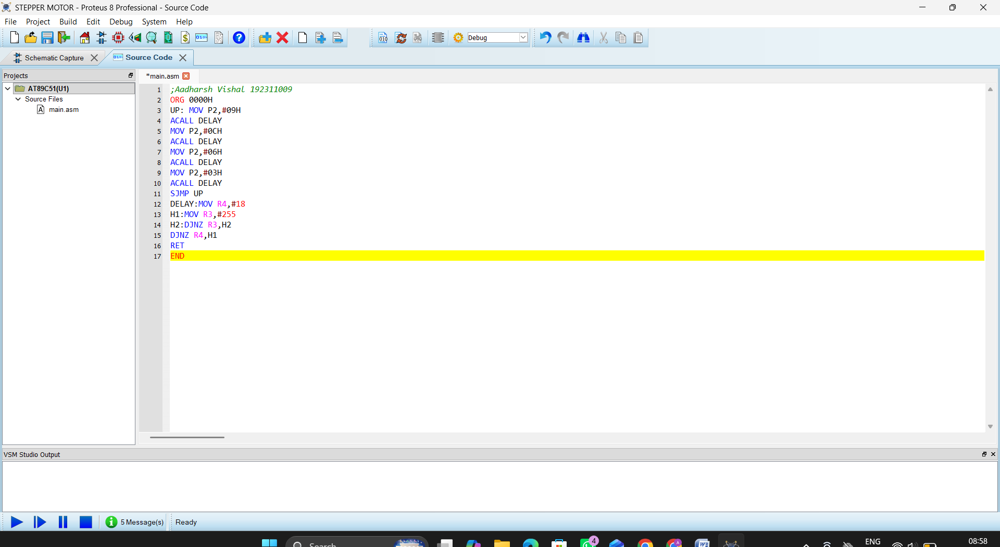 STEPPER MOTOR - Proteus 8 Professional - Source Code
File Project Build Edit Debug System Help
Debug
Schematic Capture
Source Code
Projects
*main.asm
AT89C51(U1)
Source Files
main.asm
1 ;Aadharsh Vishal 192311009
2 ORG 0000H
3 UP: MOV P2,#09H
4 ACALL DELAY
5 MOV P2,#0CH
6 ACALL DELAY
7 MOV P2,#06H
8 ACALL DELAY
9 MOV P2,#03H
10 ACALL DELAY
11 SJMP UP
12 DELAY:MOV R4,#18
13 H1:MOV R3,#255
14 H2:DJNZ R3,H2
15 DJNZ R4,H1
16 RET
17 END
VSM Studio Output
5 Message(s)
Ready
Search
4
ENG
08:58